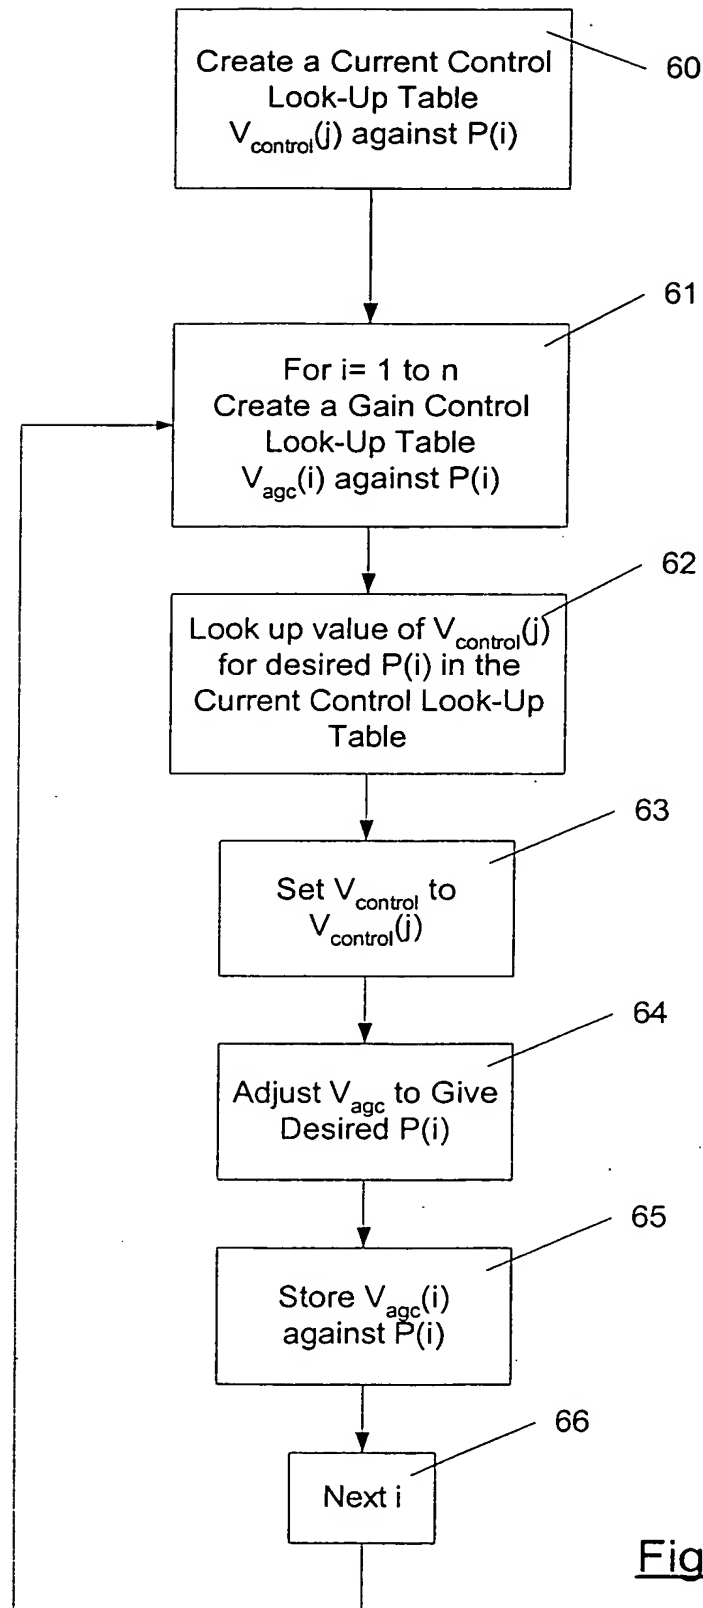 Create a Current Control
Look-Up Table
Vcontrol(j) against P(i)
60
For i= 1 to n
Create a Gain Control
Look-Up Table
Vagc(i) against P(i)
61
Look up value of Vcontrol(j)
for desired P(i) in the
Current Control Look-Up
Table
62
Set Vcontrol to
Vcontrol(j)
63
Adjust Vagc to Give
Desired P(i)
64
Store Vagc(i)
against P(i)
65
Next i
66
Fig